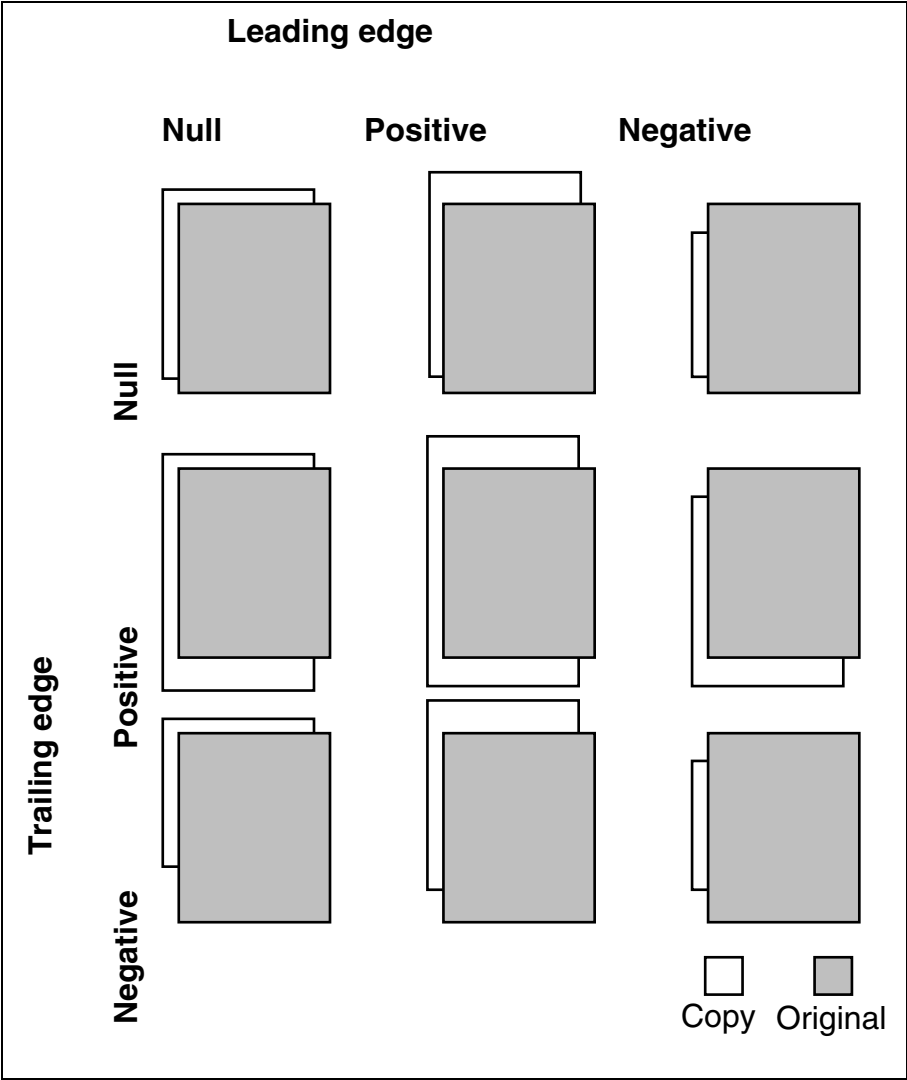 Leading edge
Null Positive Negative
Null
Positive
Trailing edge
Negative
Copy Original